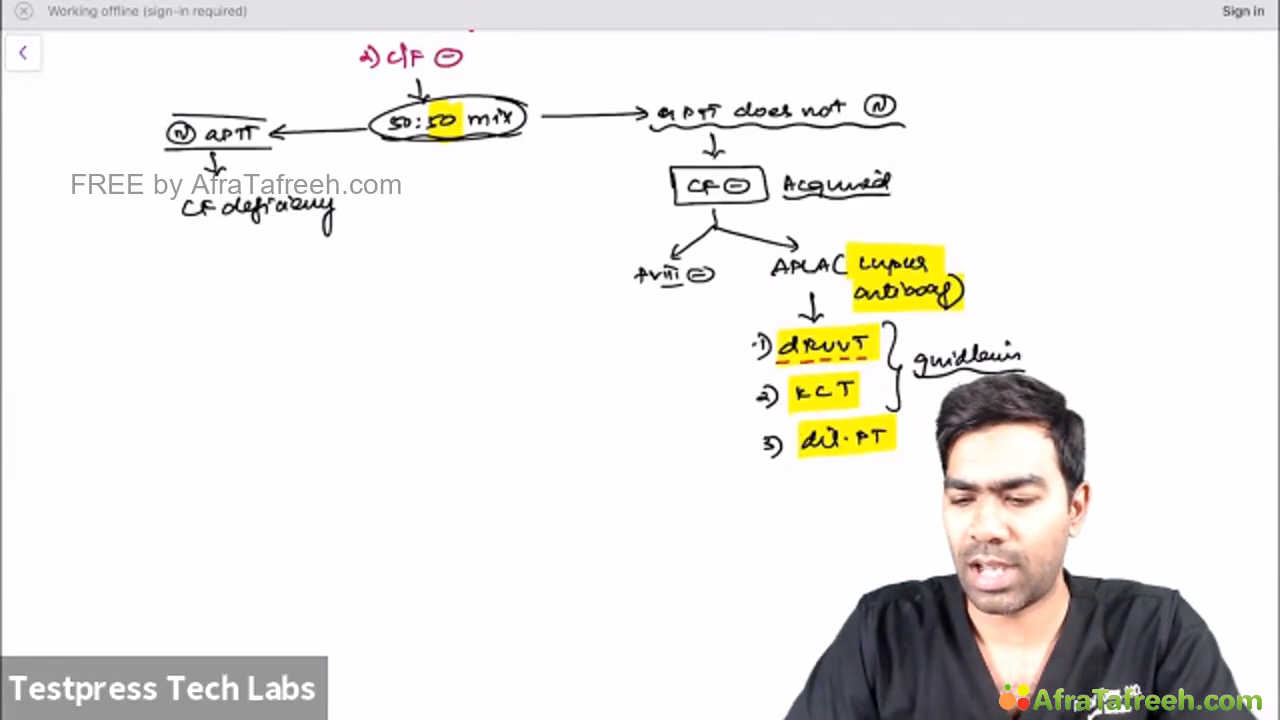 Working offline (sign-in required)
Sign in
2) CF ⊖
50:50 mix
Ⓝ aPTT
aPTT does not Ⓝ
FREE by AfraTafreeh.com
CF deficiency
CF ⊖ Acquired
FVIII ⊖
APLA ( Lupus
antibody)
1) dRVVT
2) KCT
3) dil. PT
Testpress Tech Labs
AfraTafreeh.com